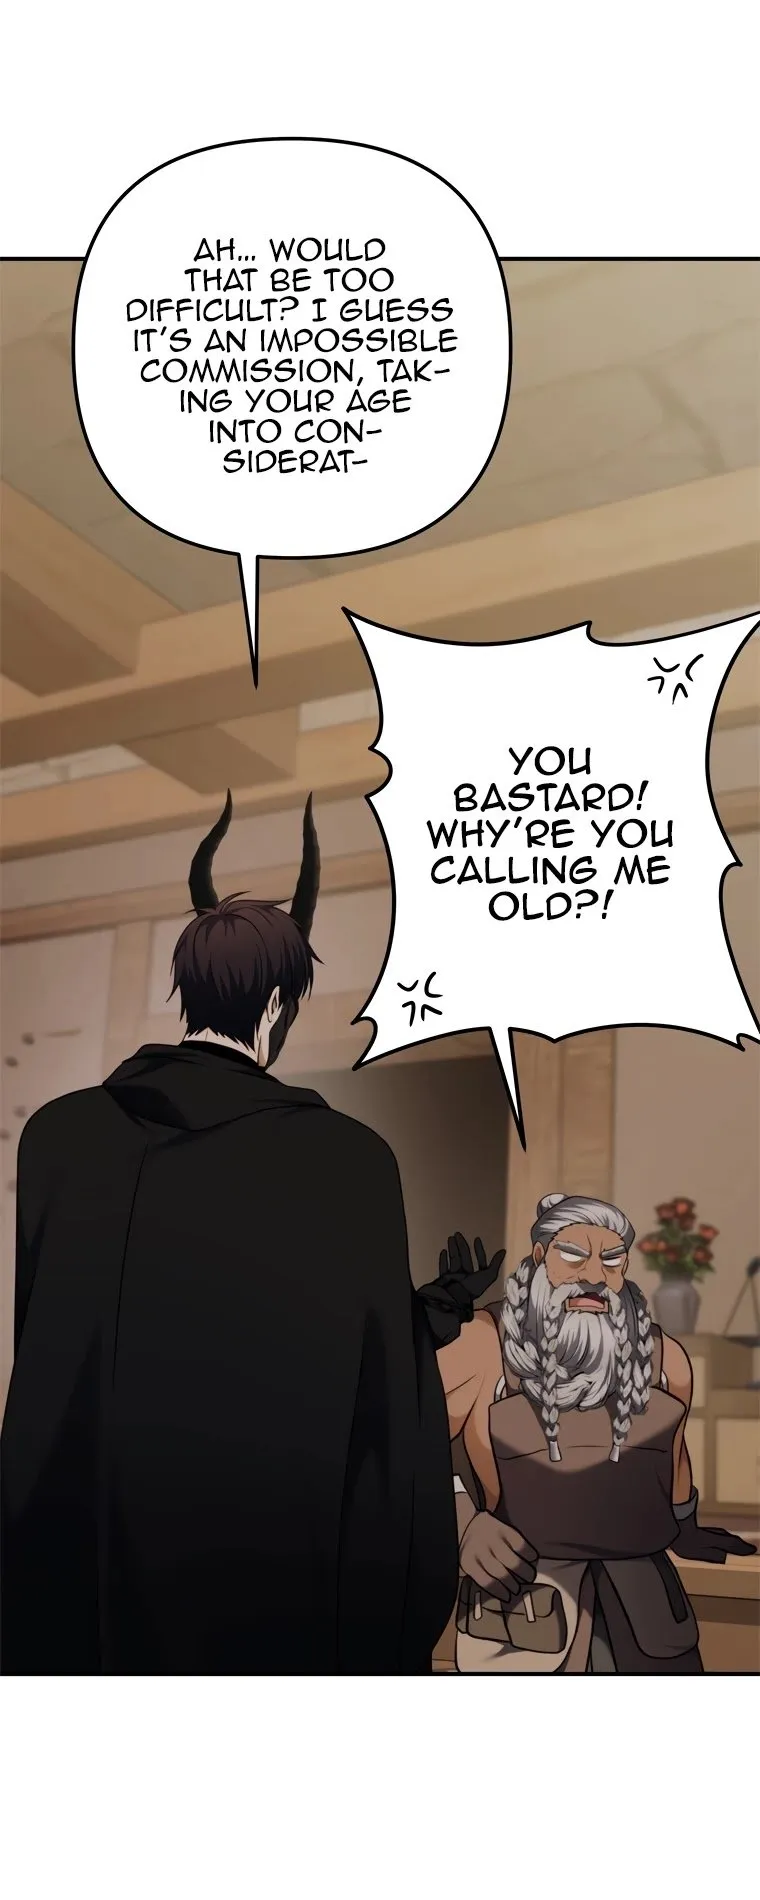 AH... WOULD
THAT BE TOO
DIFFICULT? I GUESS
IT'S AN IMPOSSIBLE
COMMISSION, TAK-
ING YOUR AGE
INTO CON-
SIDERAT-
YOU
BASTARD!
WHY'RE YOU
CALLING ME
OLD?!